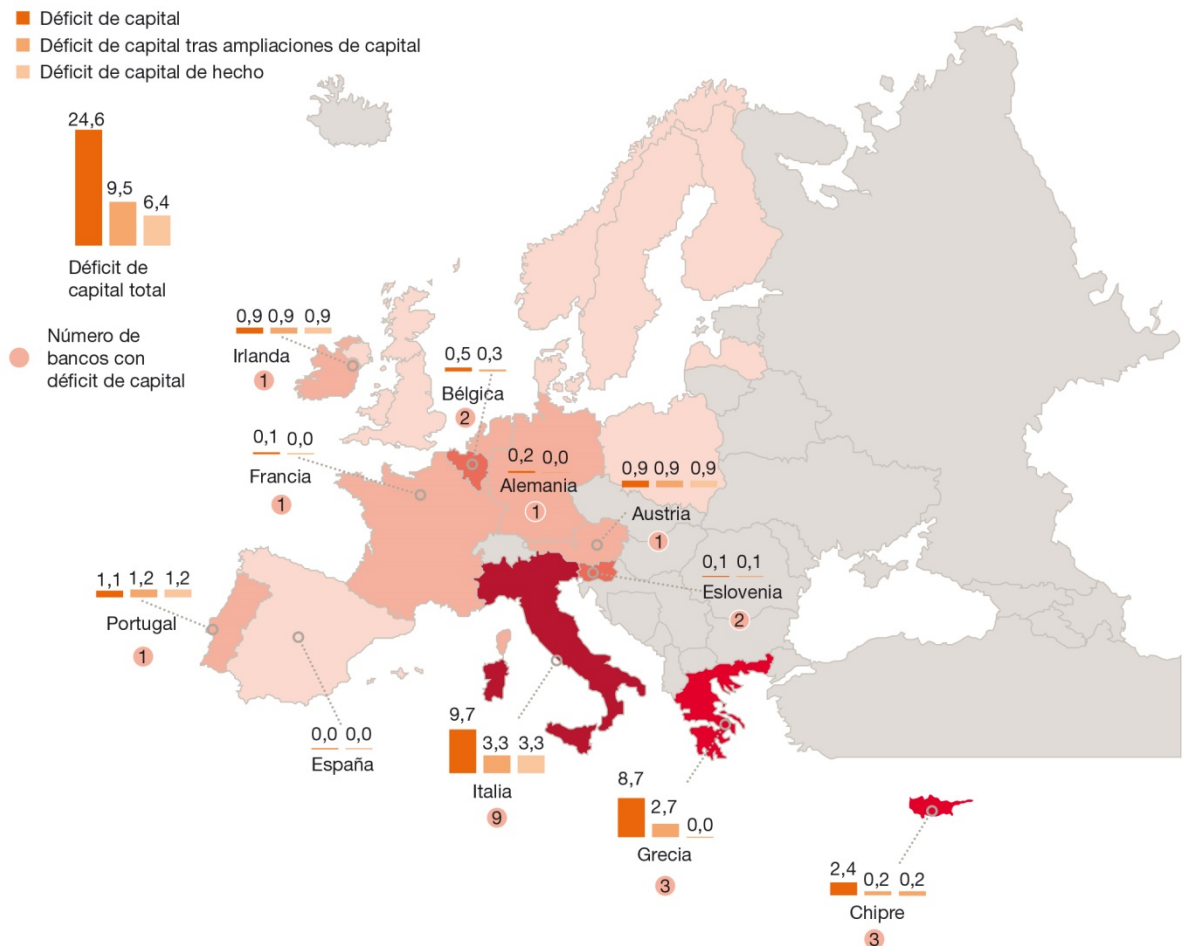 Déficit de capital
Déficit de capital tras ampliaciones de capital
Déficit de capital de hecho
24,6
9,5
6,4
Déficit de
capital total
Número de
bancos con
déficit de capital
0,9 0,9 0,9
Irlanda
1
0,5 0,3
Bélgica
2
0,1 0,0
Francia
1
0,2 0,0
Alemania
1
0,9 0,9 0,9
Austria
1
0,1 0,1
Eslovenia
2
1,1 1,2 1,2
Portugal
1
0,0 0,0
España
9,7
3,3 3,3
Italia
9
8,7
2,7
0,0
Grecia
3
2,4
0,2 0,2
Chipre
3